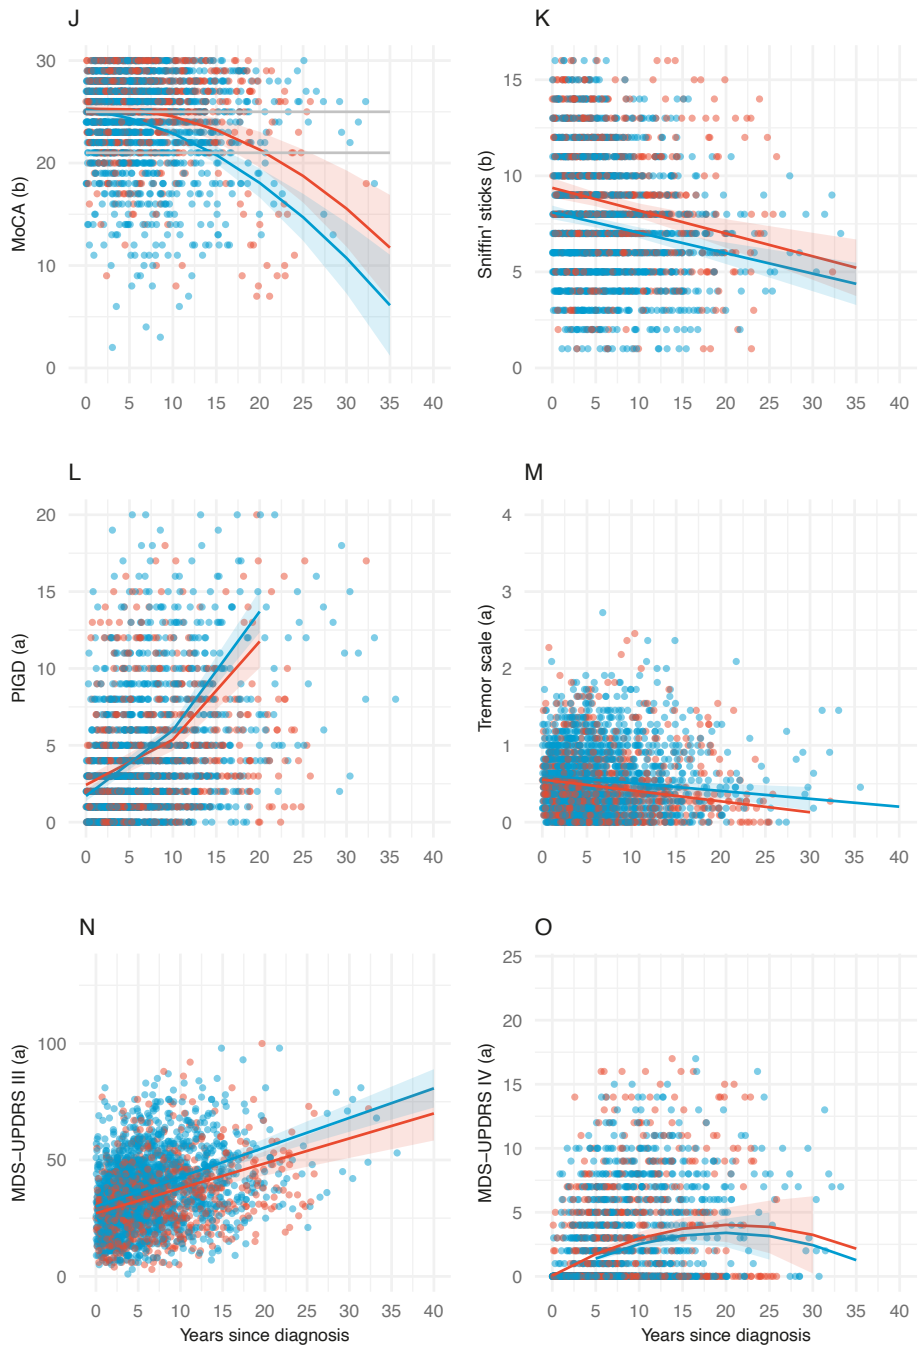 J
MoCA (b)
30
20
10
0
0 5 10 15 20 25 30 35 40
K
Sniffin' sticks (b)
15
10
5
0
0 5 10 15 20 25 30 35 40
L
PIGD (a)
20
15
10
5
0
0 5 10 15 20 25 30 35 40
M
Tremor scale (a)
4
3
2
1
0
0 5 10 15 20 25 30 35 40
N
MDS−UPDRS III (a)
100
50
0
0 5 10 15 20 25 30 35 40
Years since diagnosis
O
MDS−UPDRS IV (a)
25
20
15
10
5
0
0 5 10 15 20 25 30 35 40
Years since diagnosis